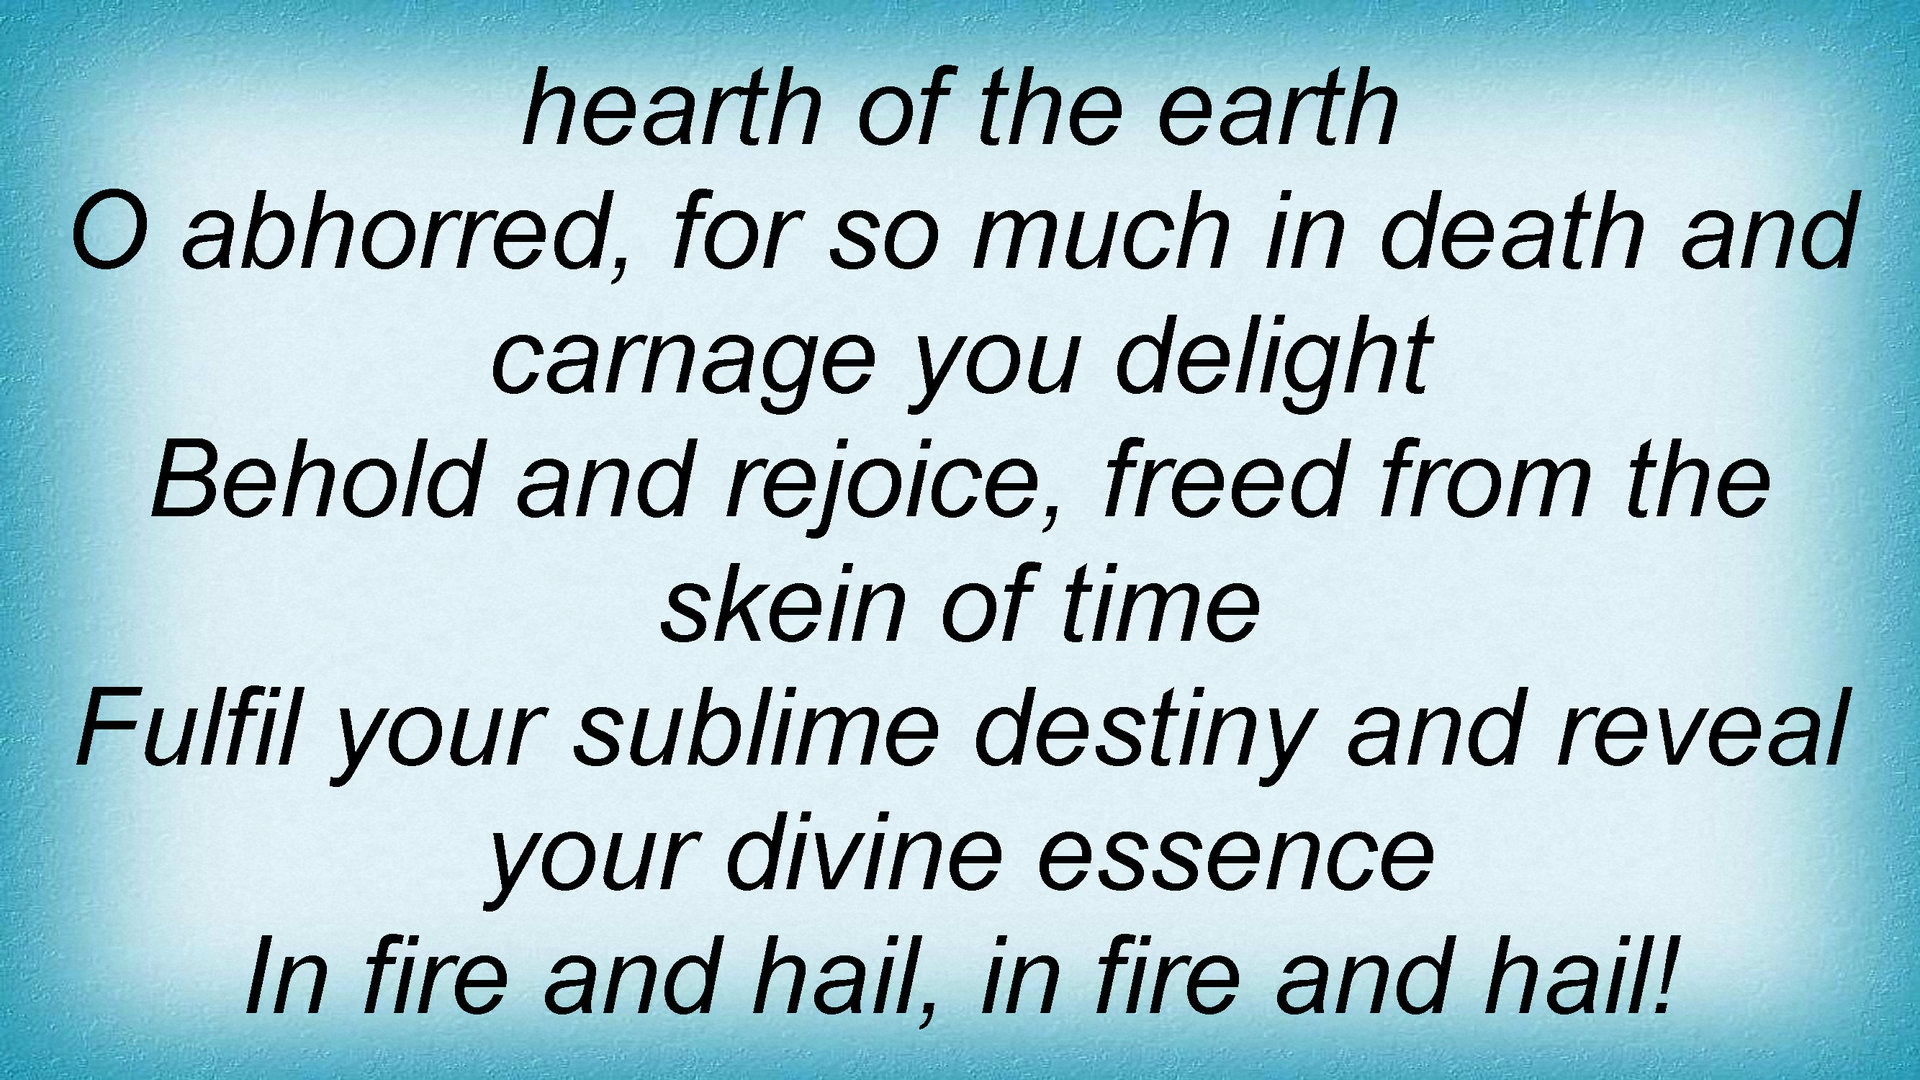 hearth of the earth
O abhorred, for so much in death and
carnage you delight
Behold and rejoice, freed from the
skein of time
Fulfil your sublime destiny and reveal
your divine essence
In fire and hail, in fire and hail!